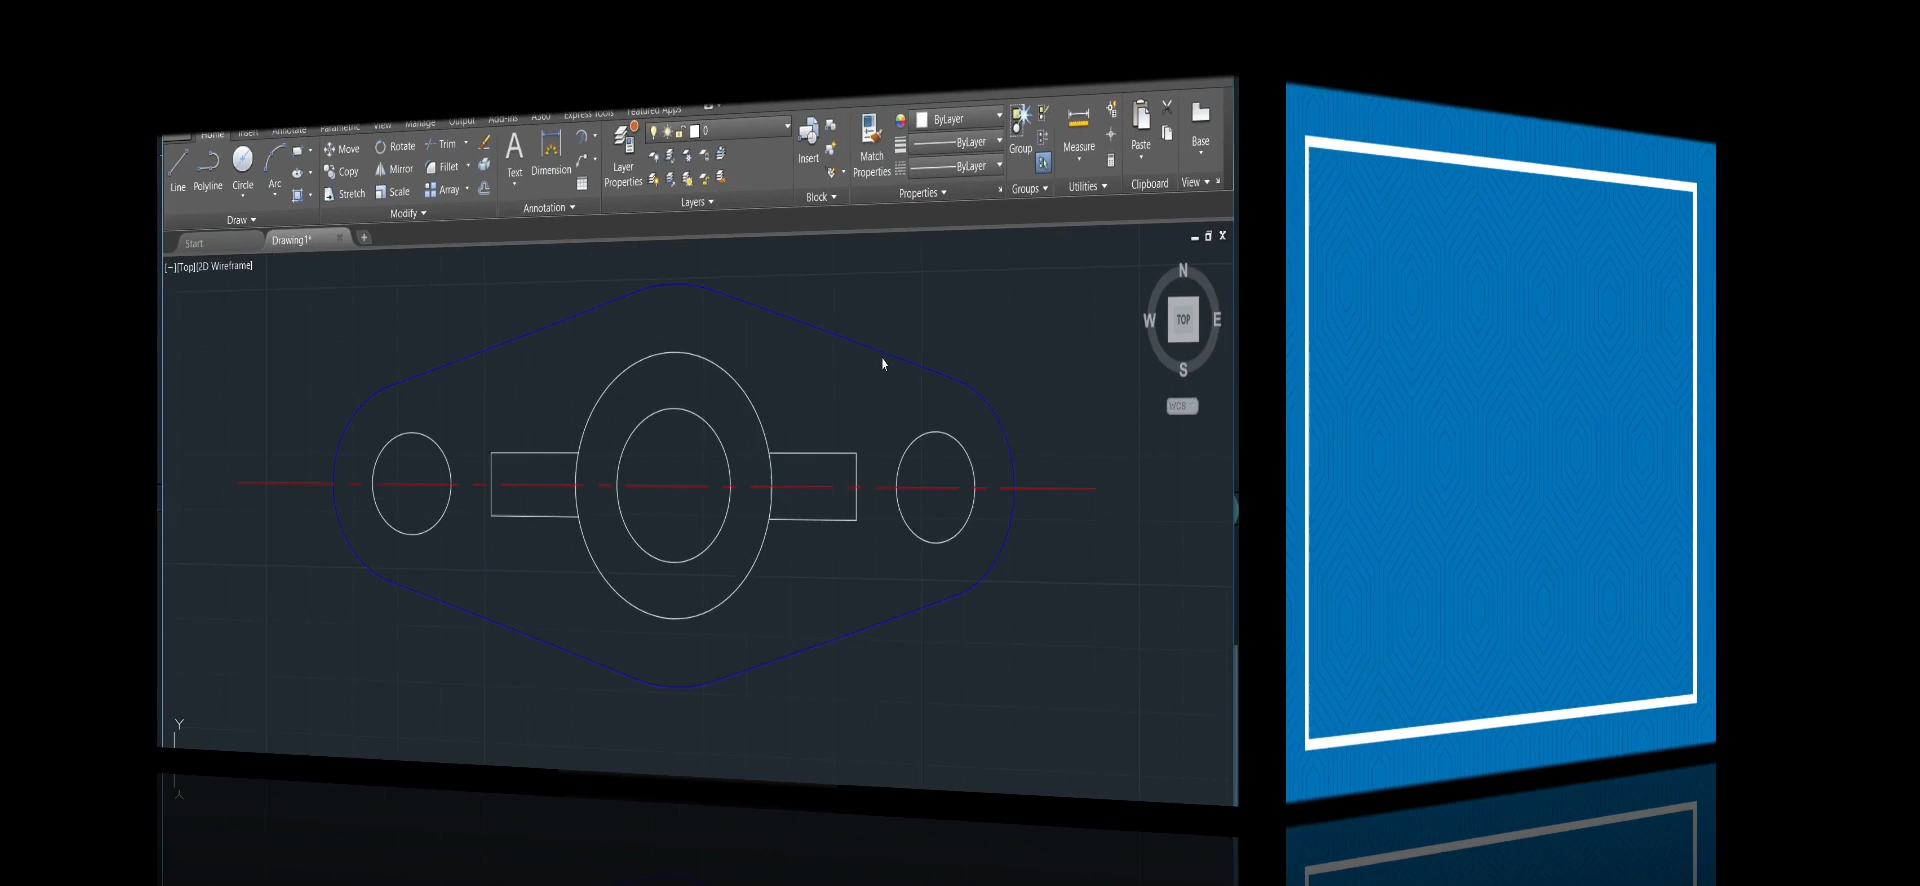 Home Insert Annotate Parametric View Manage Output Add-ins A360 Express Tools Featured Apps
Line Polyline Circle Arc
Draw
Move Rotate Trim
Copy Mirror Fillet
Stretch Scale Array
Modify
Text Dimension
Annotation
Layer Properties
0
Layers
Insert
Block
Match Properties
ByLayer
ByLayer
ByLayer
Properties
Group
Groups
Measure
Utilities
Paste
Clipboard
Base
View
Start Drawing1*
[−][Top][2D Wireframe]
N
W TOP E
S
WCS
Y